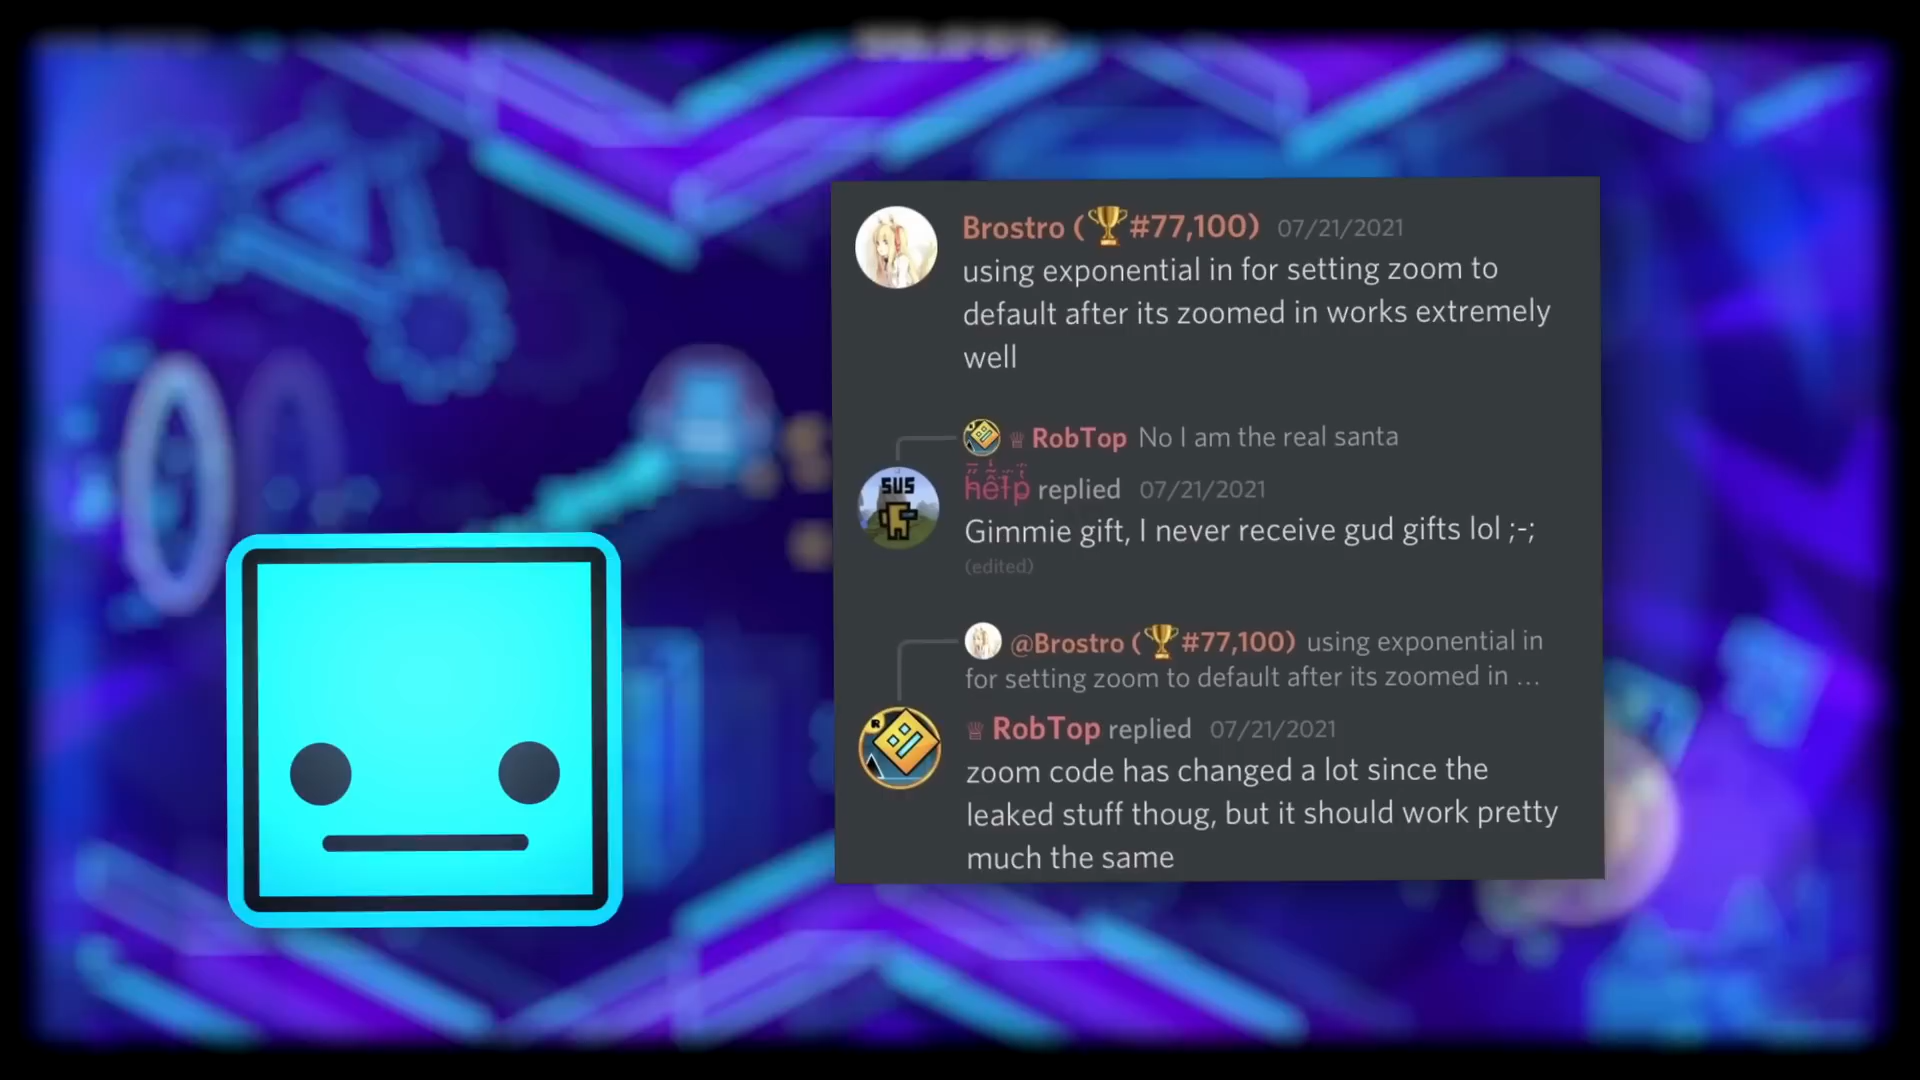 Brostro (🏆#77,100) 07/21/2021
using exponential in for setting zoom to
default after its zoomed in works extremely
well
RobTop No I am the real santa
SUS
help replied 07/21/2021
Gimmie gift, I never receive gud gifts lol ;-;
(edited)
@Brostro (🏆#77,100) using exponential in
for setting zoom to default after its zoomed in ...
R
RobTop replied 07/21/2021
zoom code has changed a lot since the
leaked stuff thoug, but it should work pretty
much the same